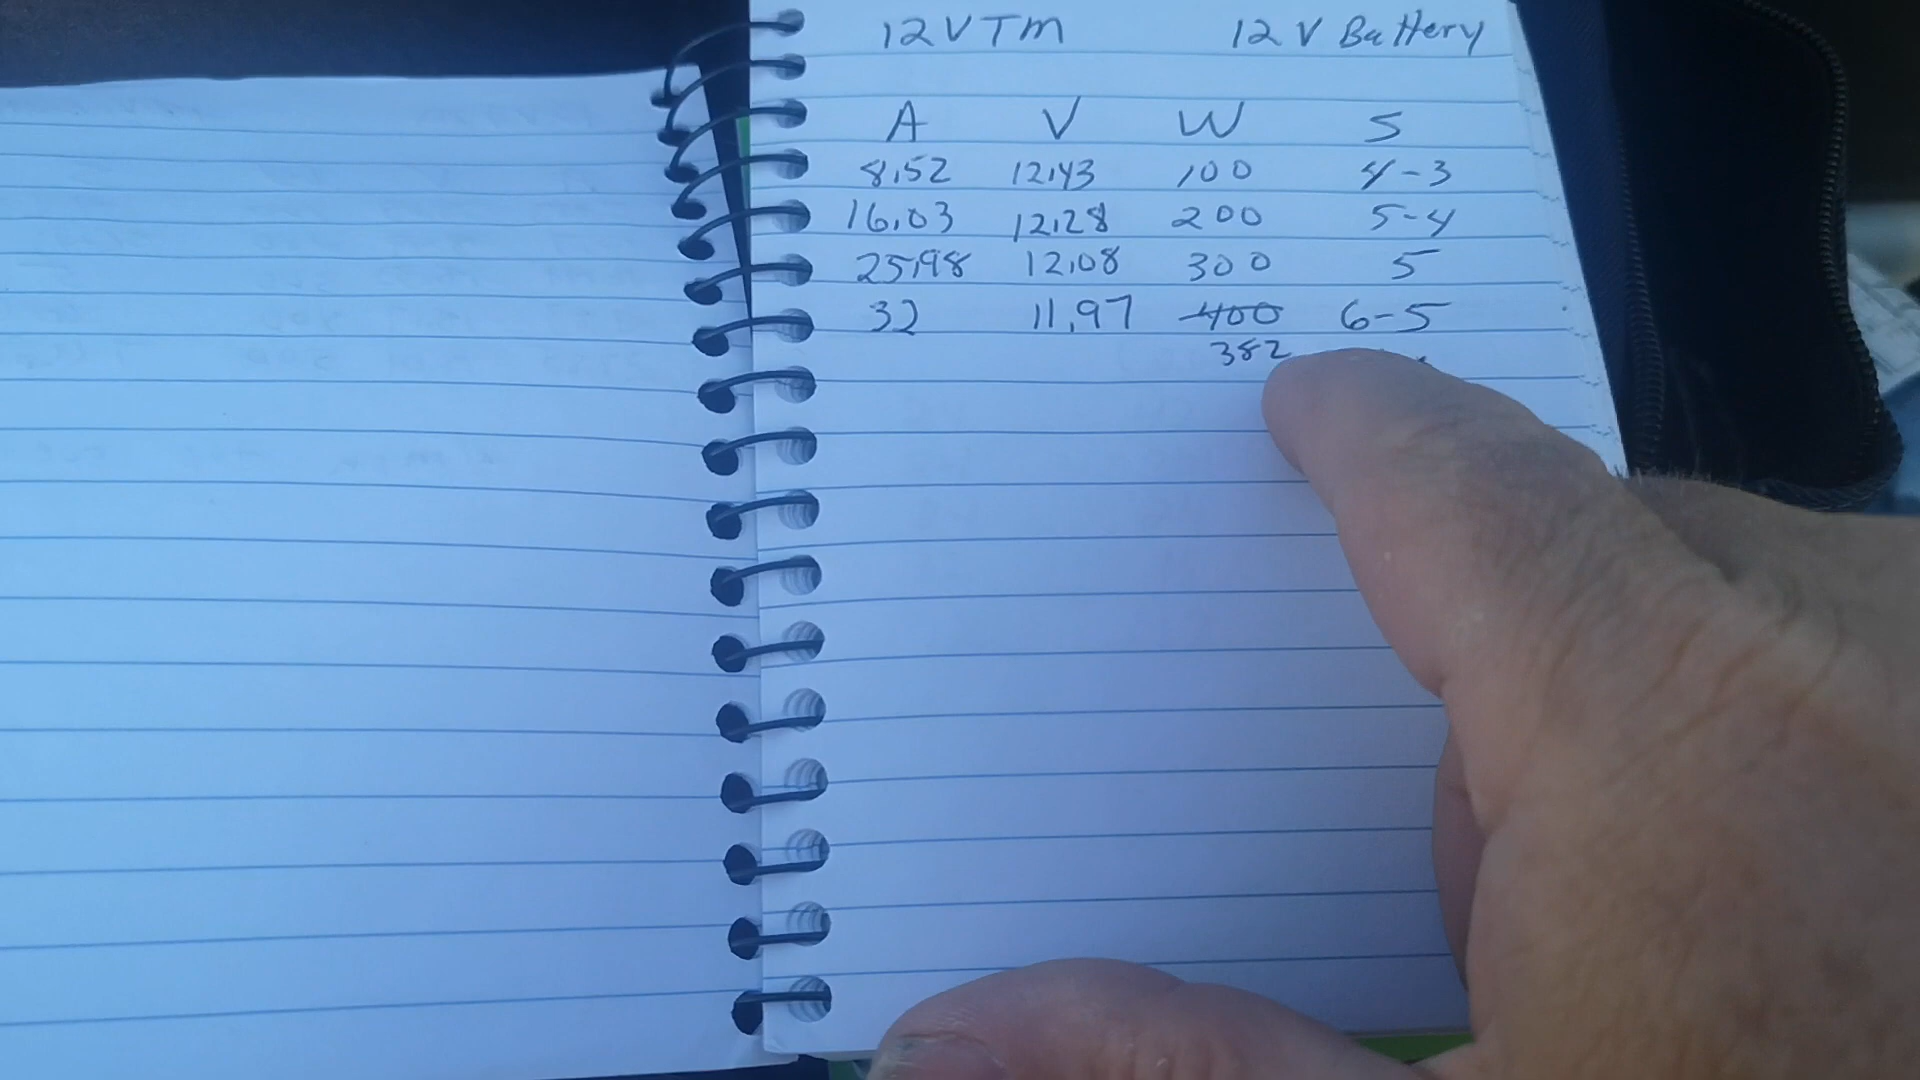 12VTM 12V Battery
A V W S
8.52 12.43 100 4-3
16.03 12.28 200 5-4
25.98 12.08 300 5
32 11.97 400 6-5
382